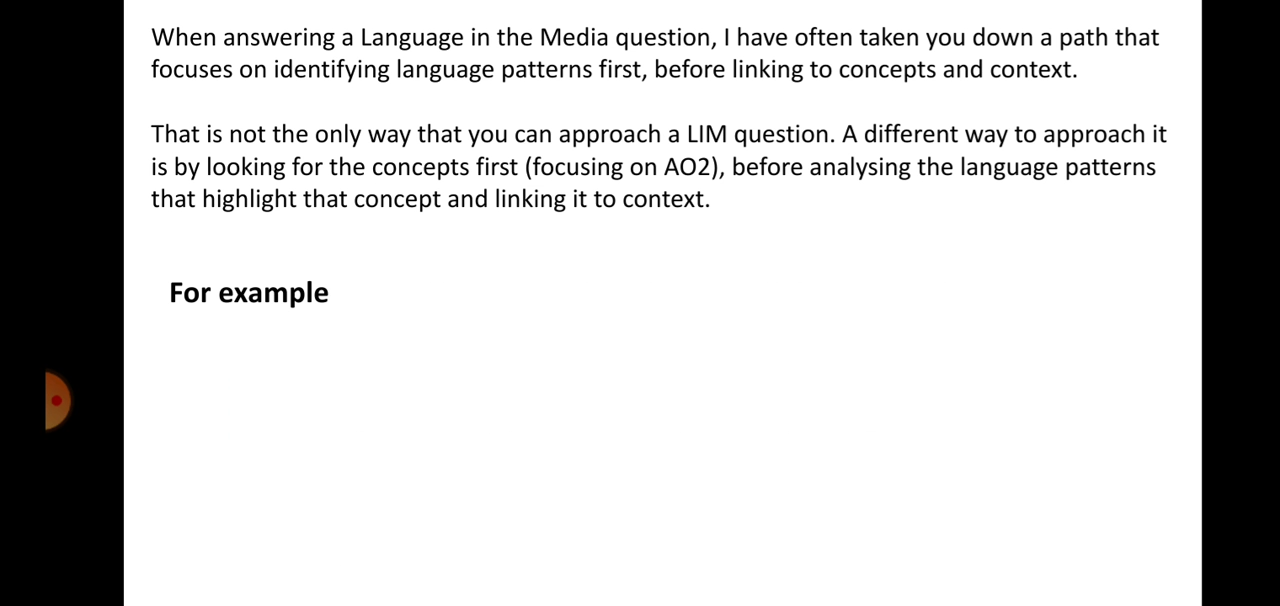 When answering a Language in the Media question, I have often taken you down a path that
focuses on identifying language patterns first, before linking to concepts and context.
That is not the only way that you can approach a LIM question. A different way to approach it
is by looking for the concepts first (focusing on AO2), before analysing the language patterns
that highlight that concept and linking it to context.
For example